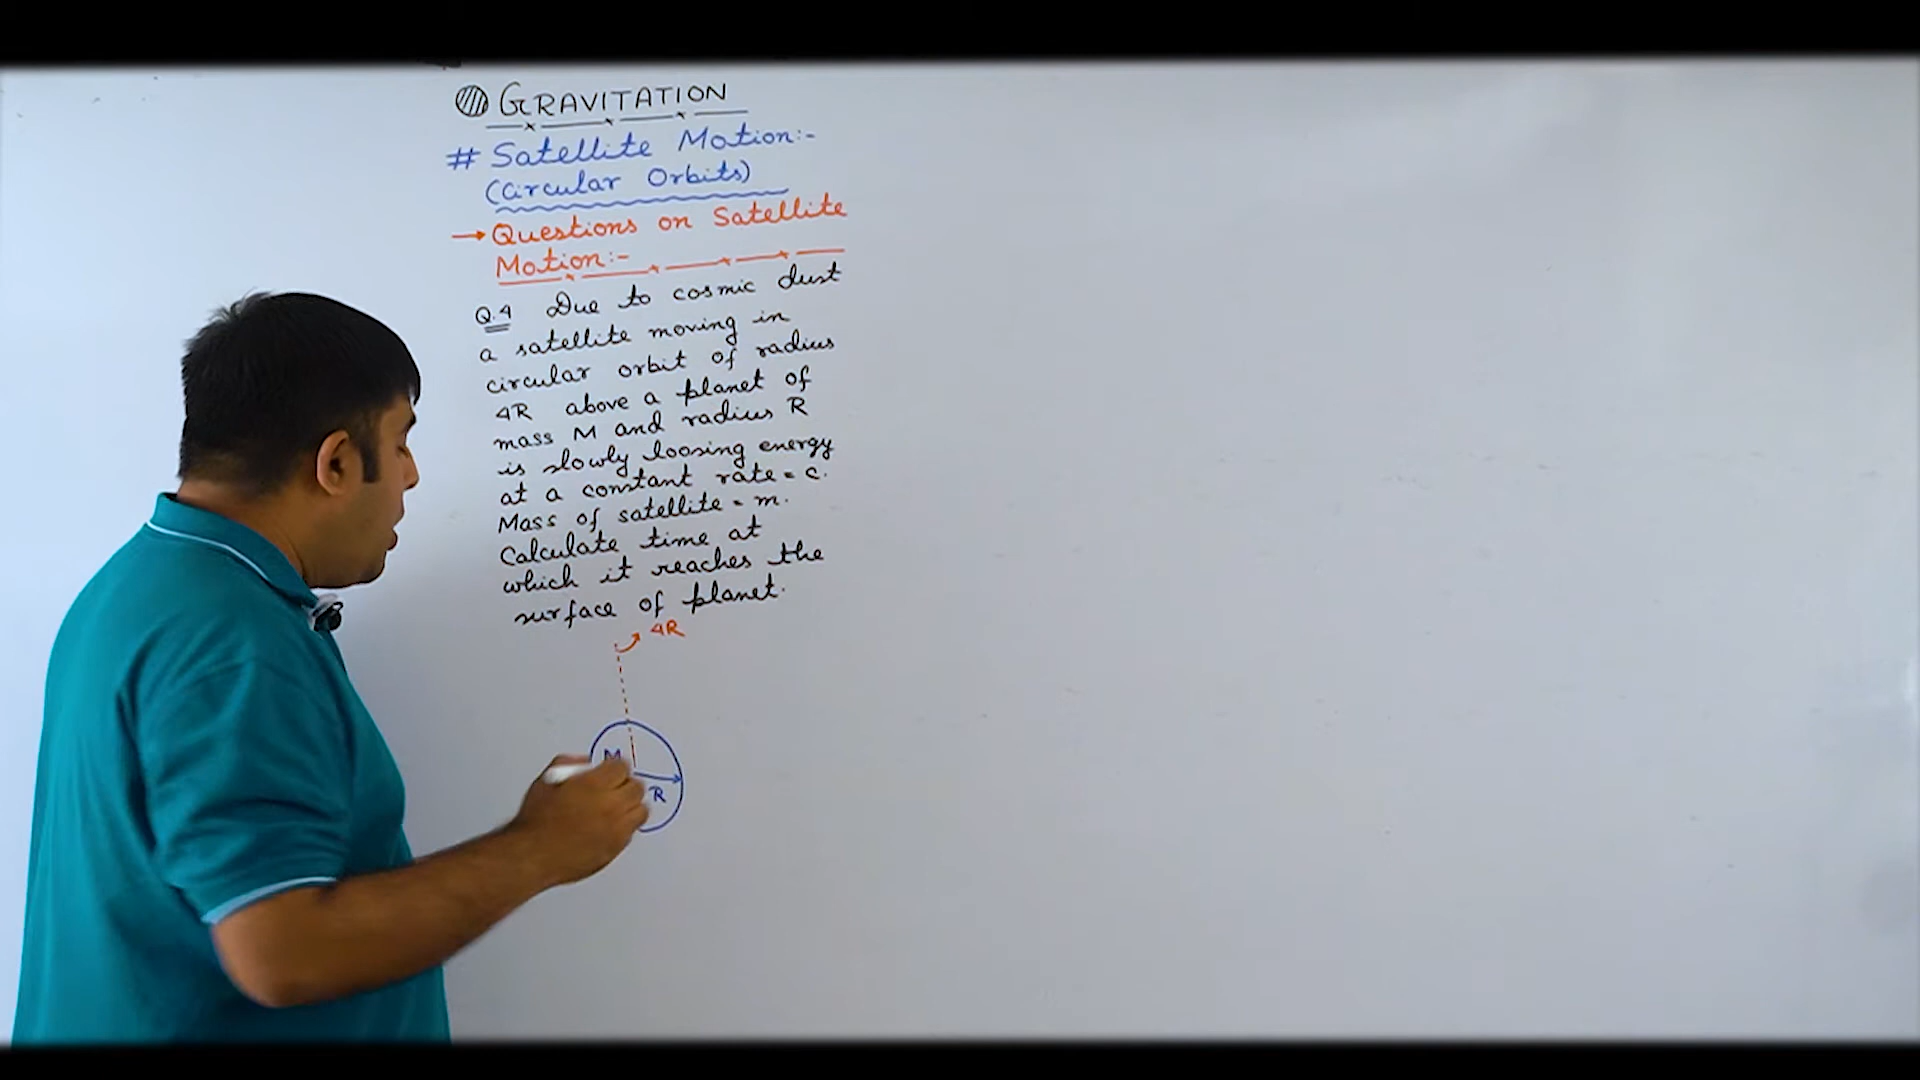 GRAVITATION
# Satellite Motion:-
(Circular Orbits)
→ Questions on Satellite
Motion:-
Q.4 Due to cosmic dust
a satellite moving in
circular orbit of radius
4R above a planet of
mass M and radius R
is slowly loosing energy
at a constant rate = c.
Mass of satellite = m.
Calculate time at
which it reaches the
surface of planet.
4R
M
R